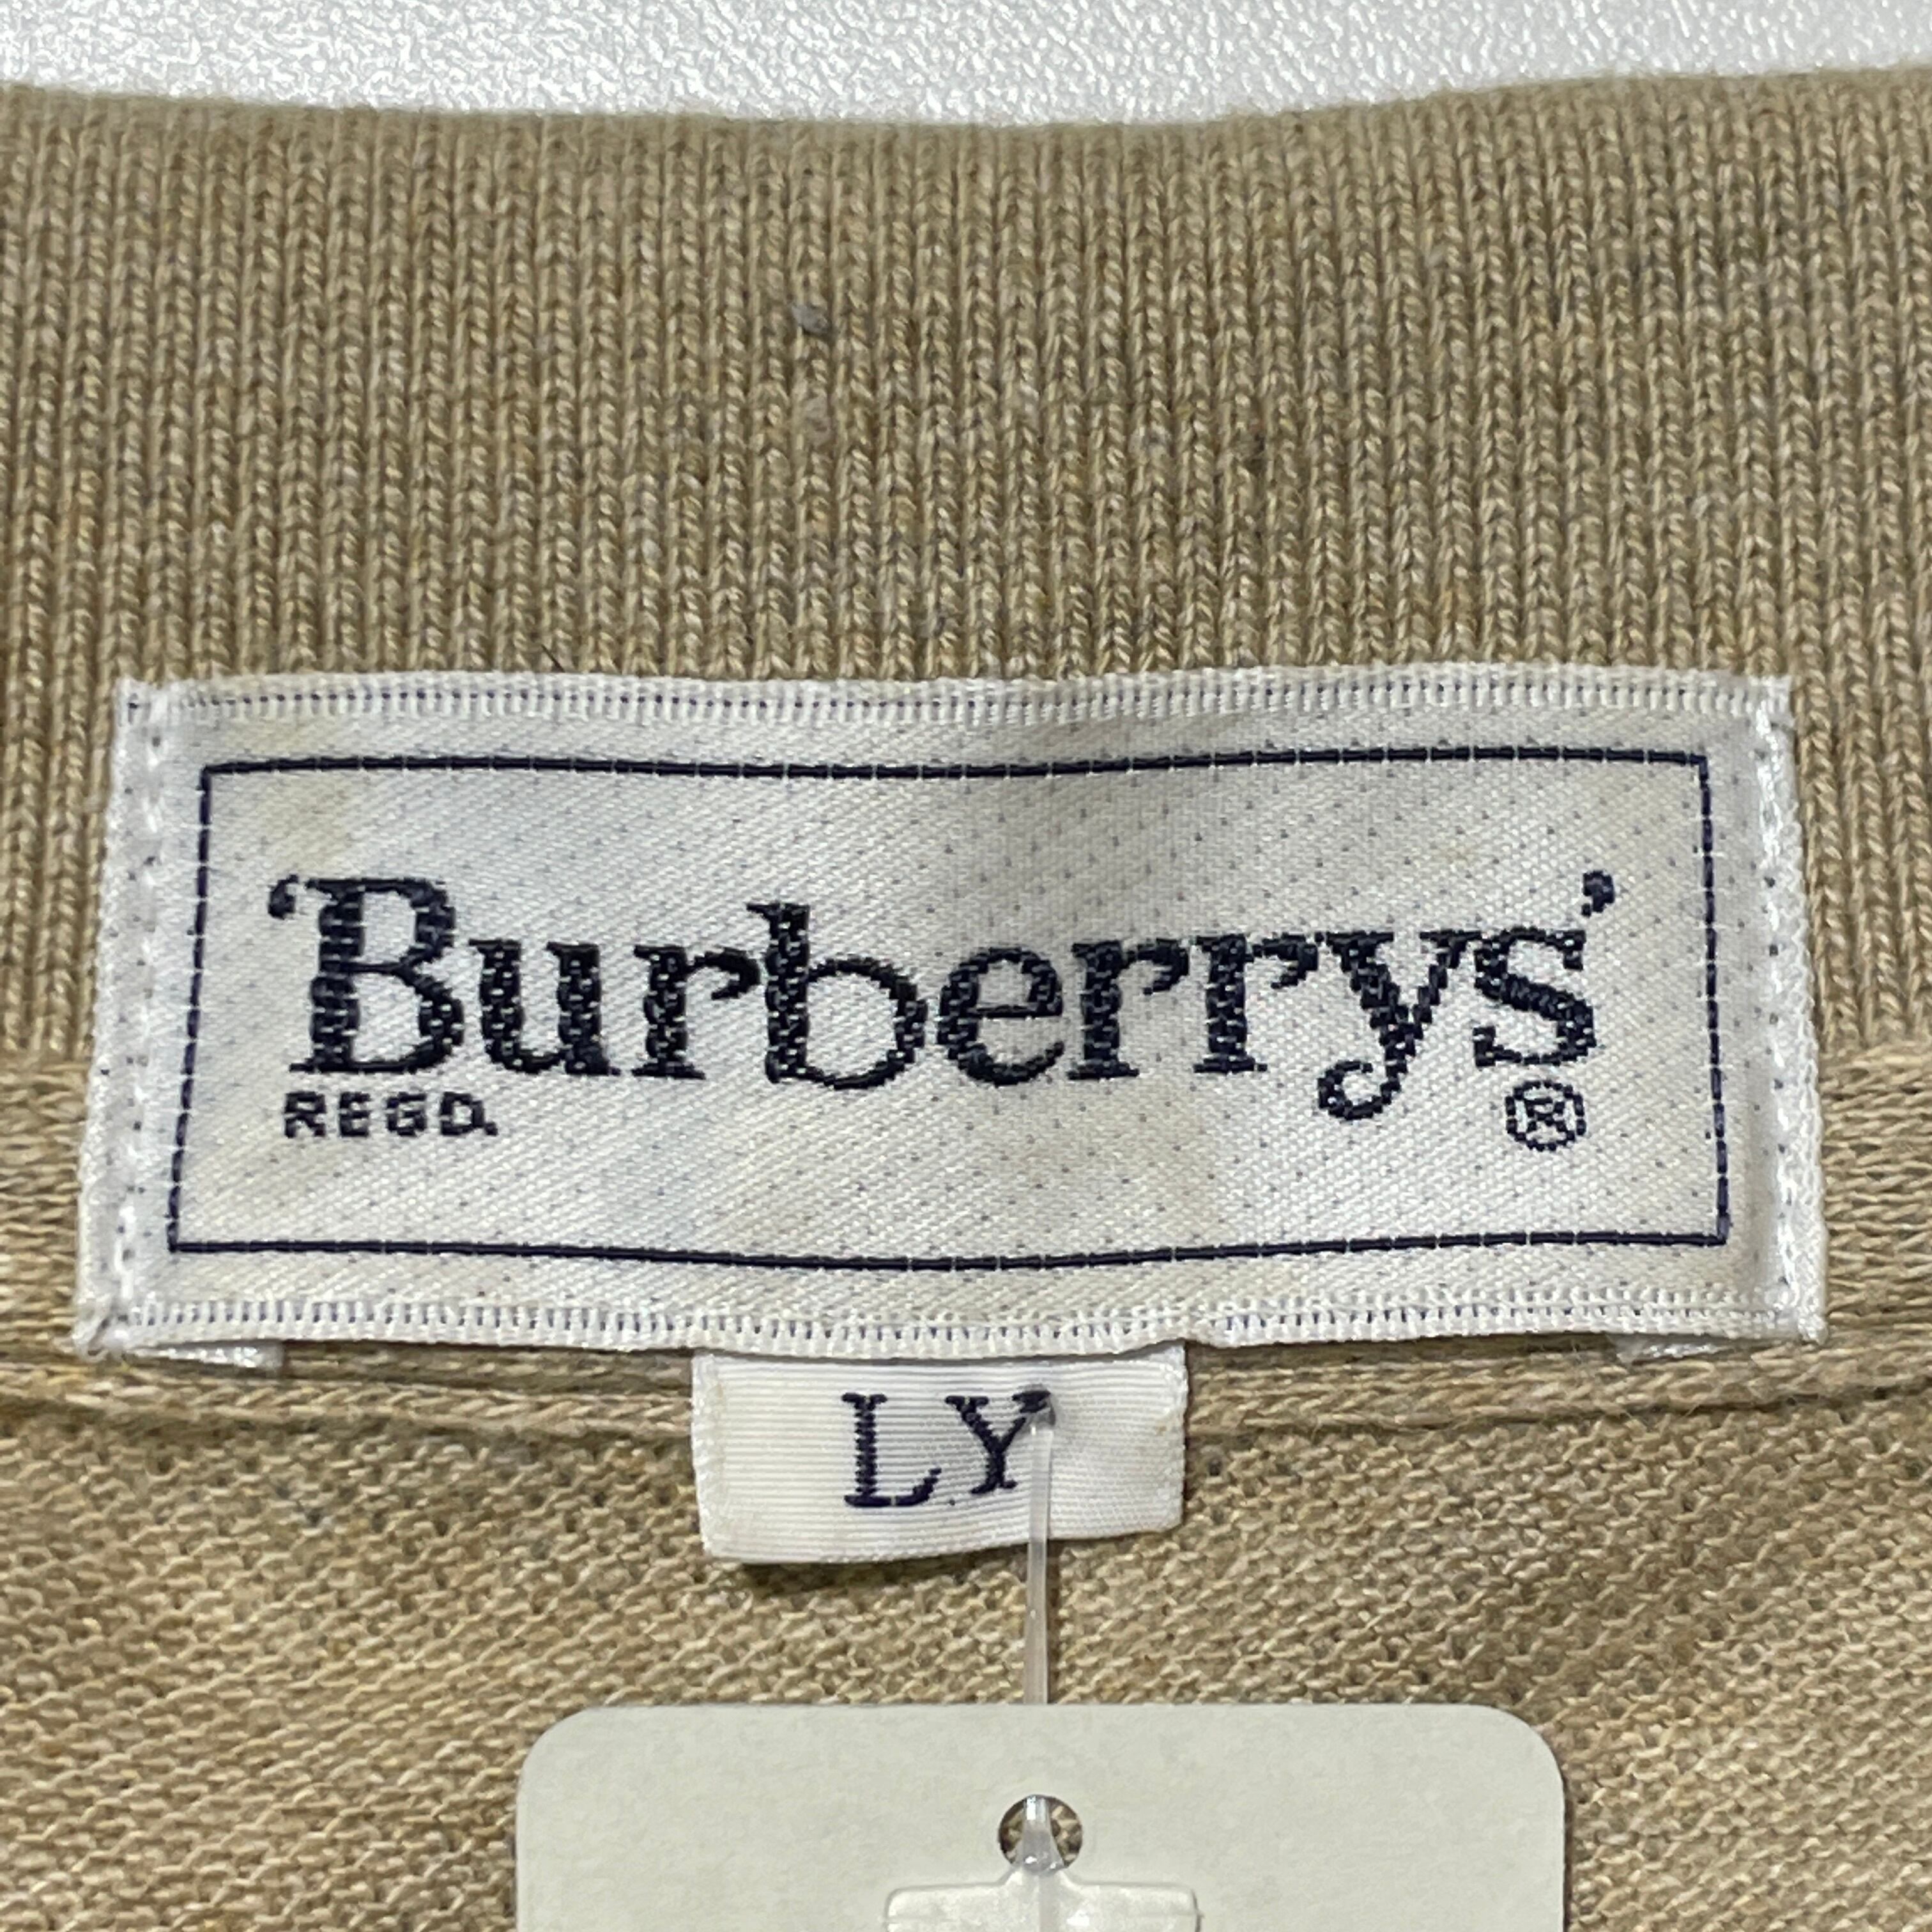 ‘Burberrys’
REGD. ®
LY